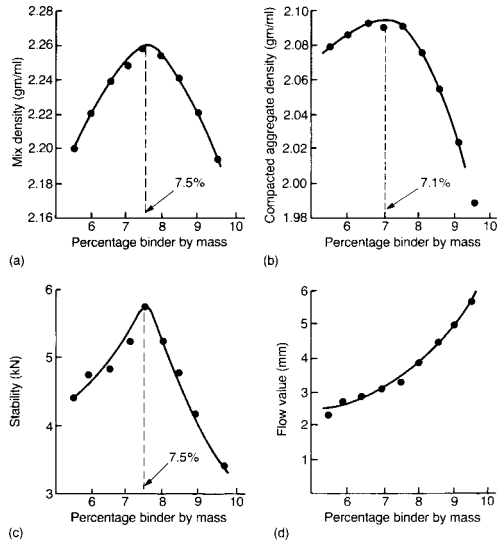 (a)
Mix density (gm/ml)
2.28
2.26
2.24
2.22
2.20
2.18
2.16
7.5%
6 7 8 9 10
Percentage binder by mass
(b)
Compacted aggregate density (gm/ml)
2.10
2.08
2.06
2.04
2.02
2.00
1.98
7.1%
6 7 8 9 10
Percentage binder by mass
(c)
Stability (kN)
6
5
4
3
7.5%
6 7 8 9 10
Percentage binder by mass
(d)
Flow value (mm)
6
5
4
3
2
1
6 7 8 9 10
Percentage binder by mass